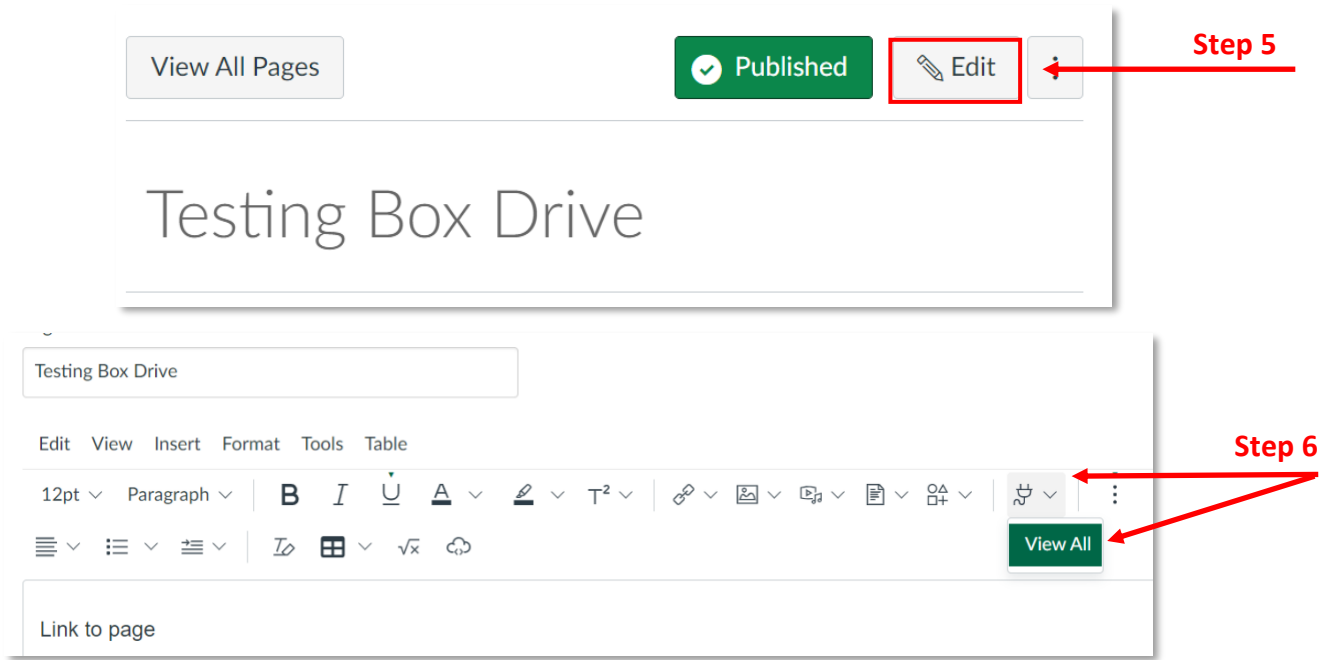 View All Pages Published Edit
Step 5
Testing Box Drive
Testing Box Drive
Edit View Insert Format Tools Table
Step 6
12pt Paragraph B I U A T²
√x
View All
Link to page